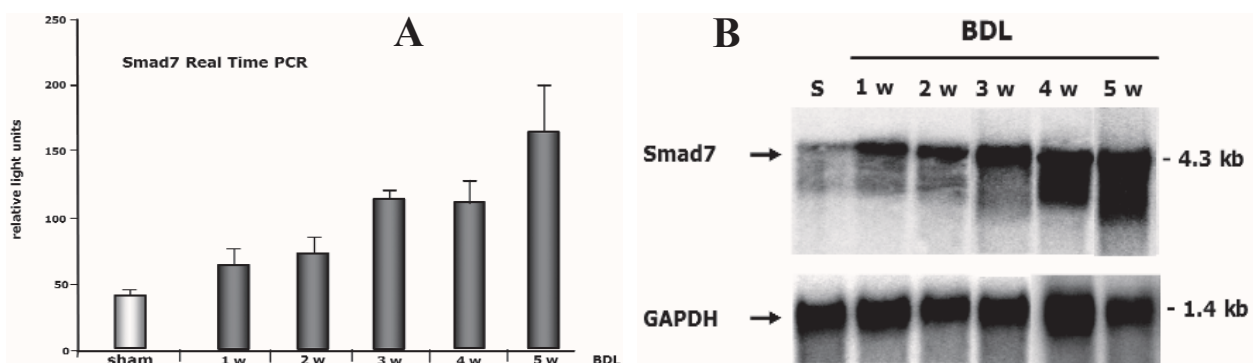 A
250
200
150
100
50
0
relative light units
Smad7 Real Time PCR
sham 1 w 2 w 3 w 4 w 5 w BDL
B
BDL
S 1 w 2 w 3 w 4 w 5 w
Smad7
- 4.3 kb
GAPDH
- 1.4 kb